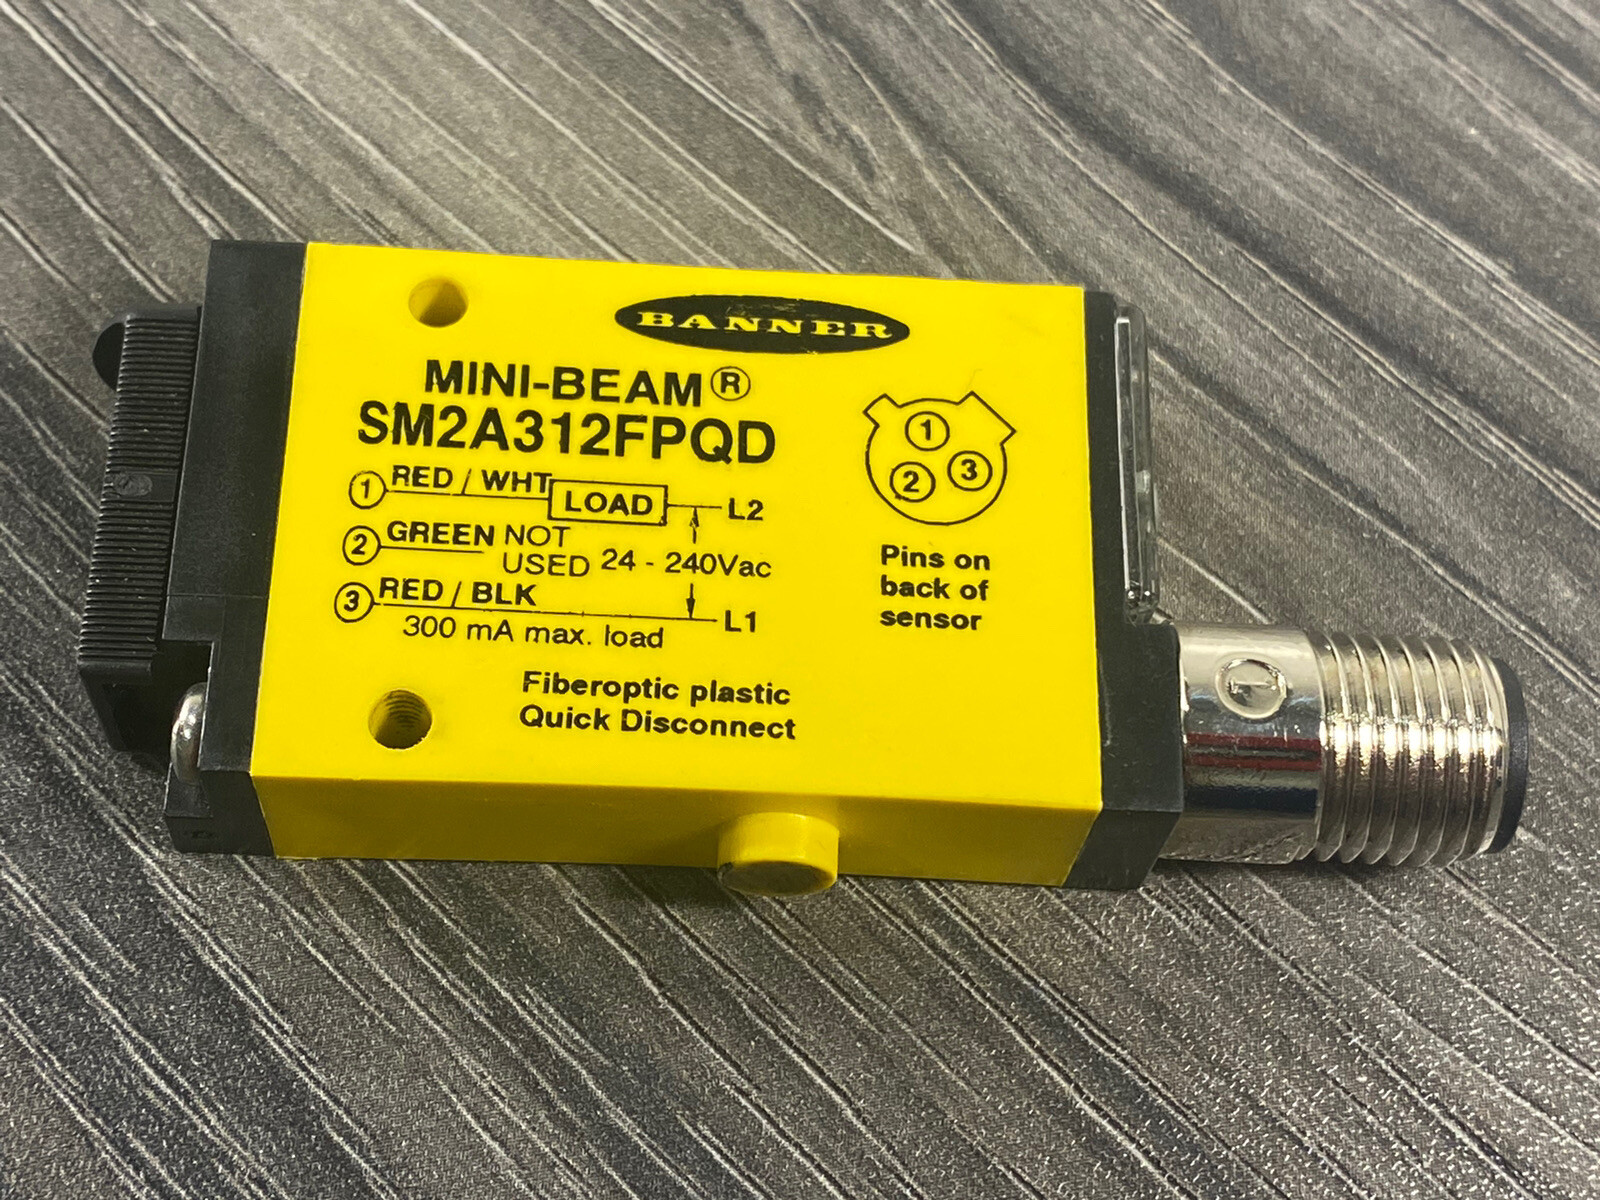 BANNER
MINI-BEAM®
SM2A312FPQD
1 RED / WHT LOAD L2
2 GREEN NOT USED 24 - 240Vac
3 RED / BLK L1
300 mA max. load
Fiberoptic plastic
Quick Disconnect
1
2 3
Pins on
back of
sensor